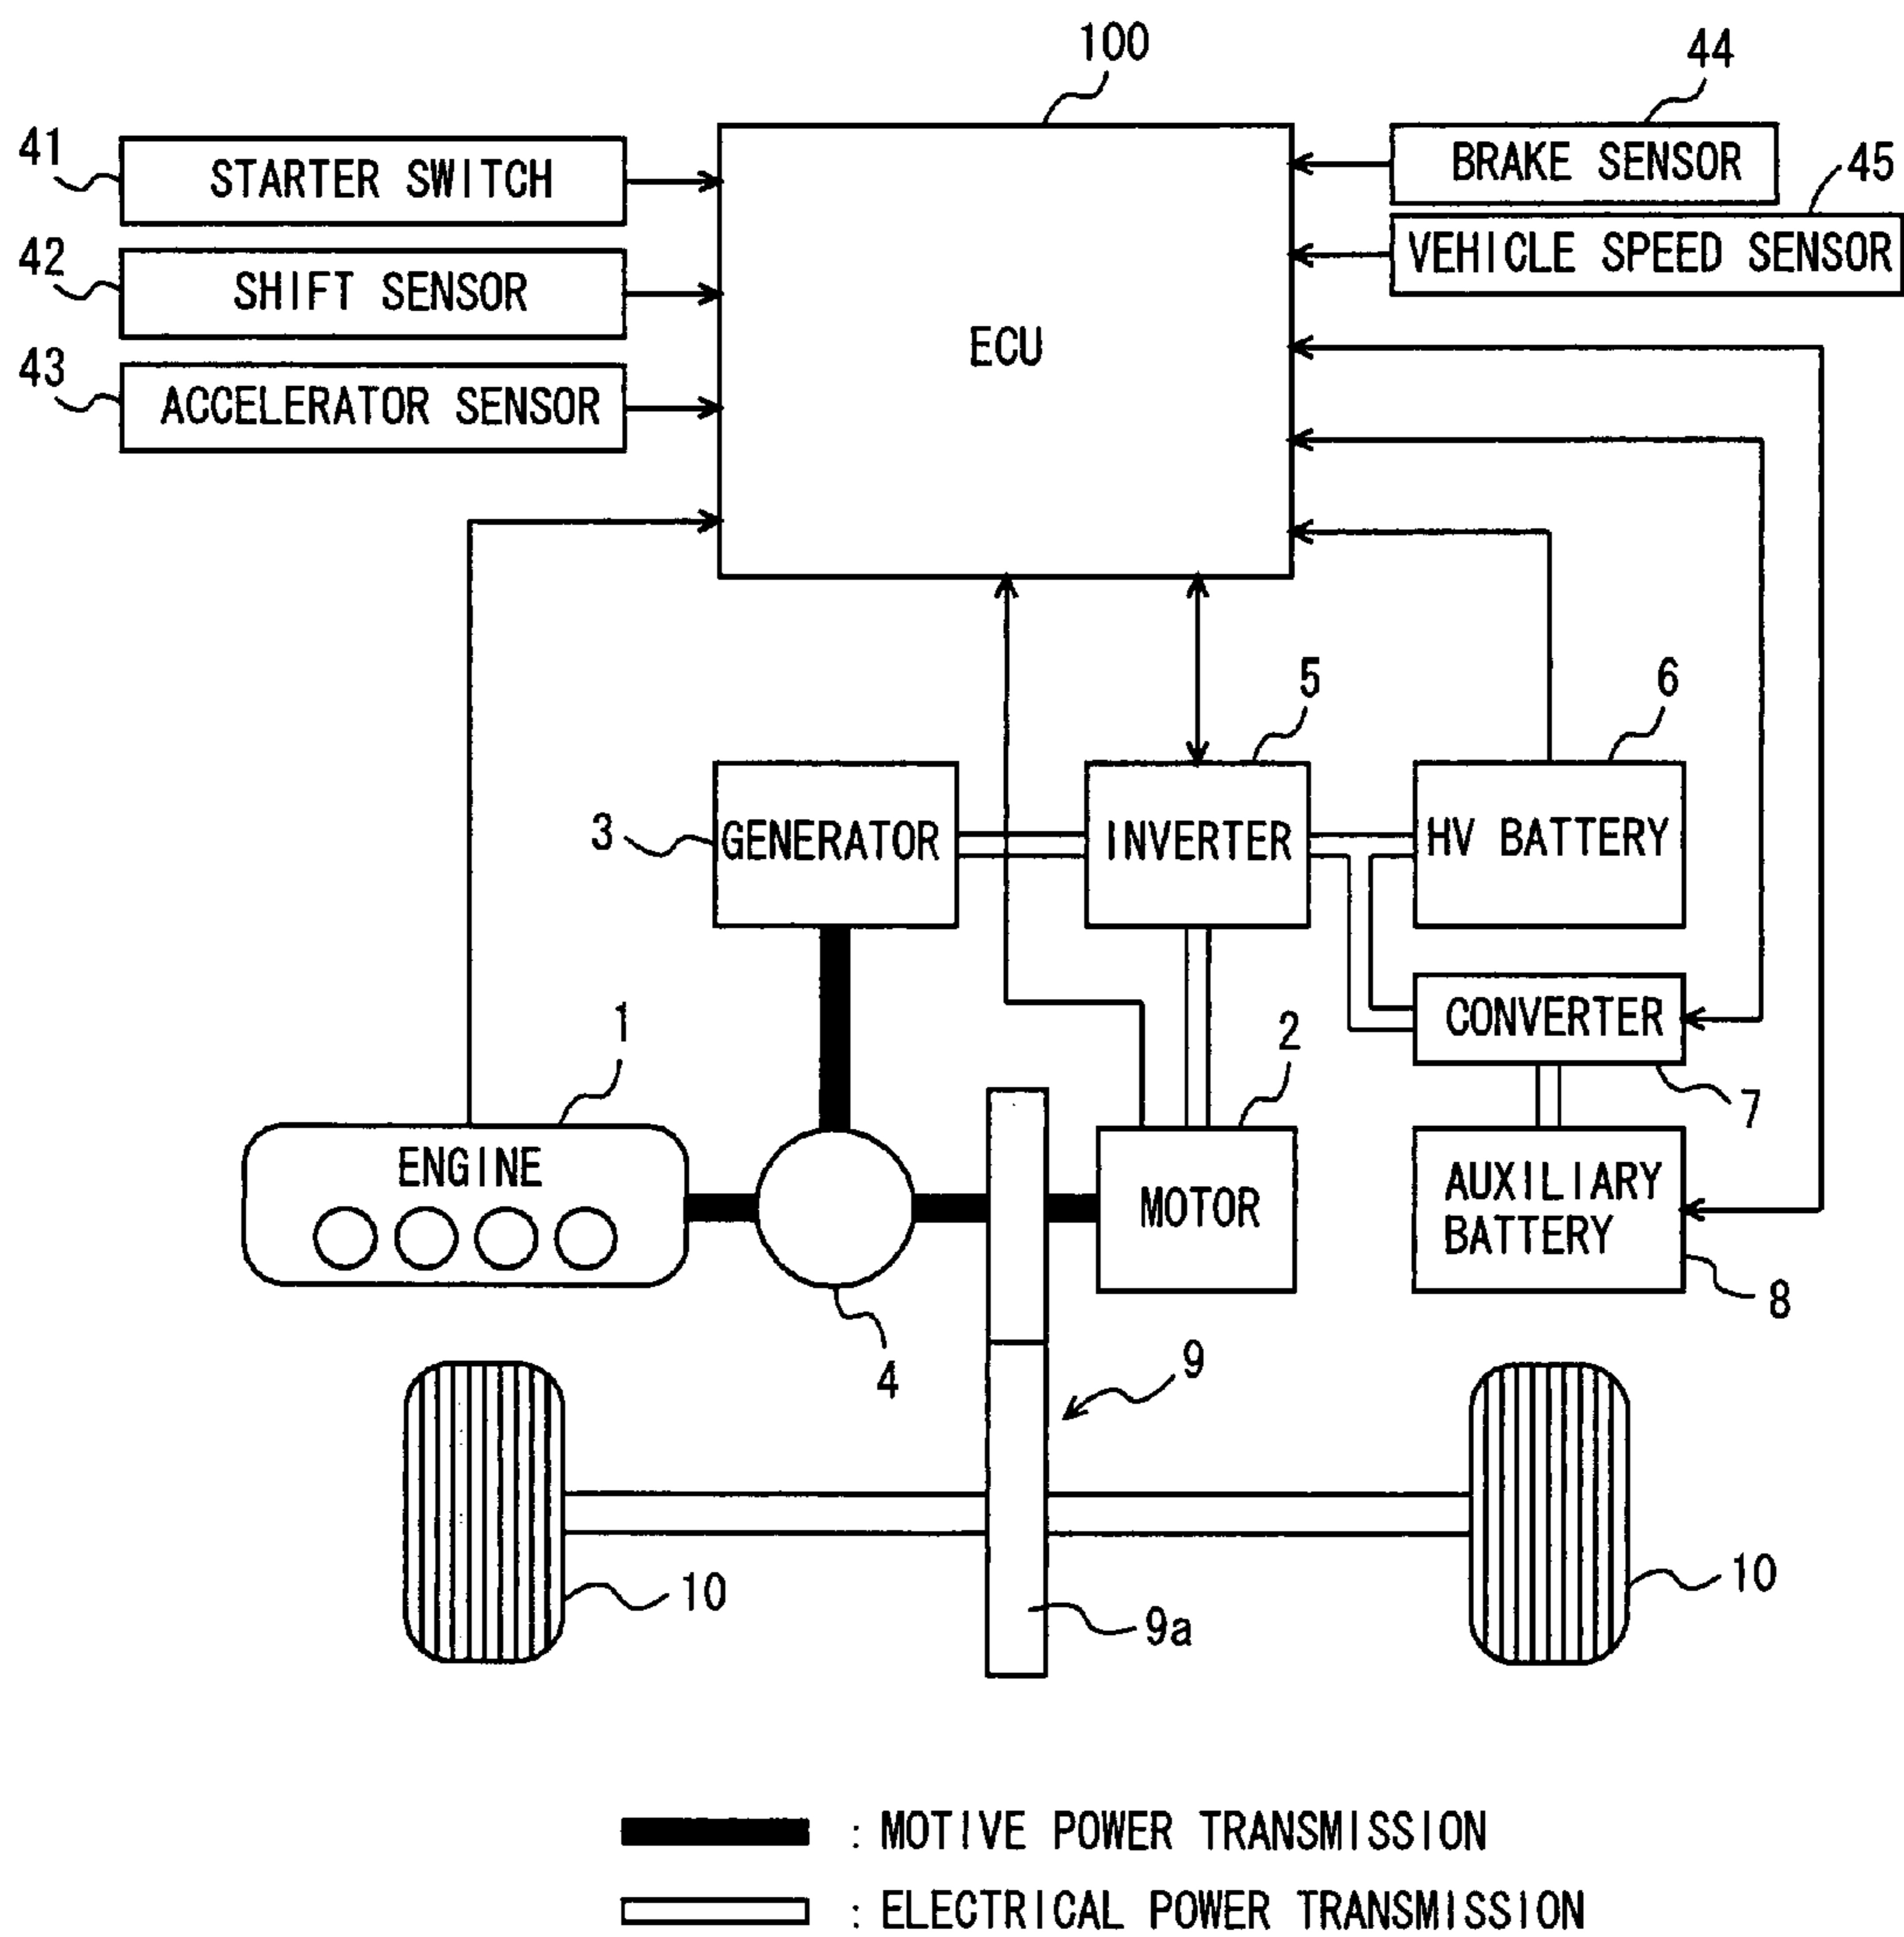 100
44
41
STARTER SWITCH
BRAKE SENSOR
45
42
SHIFT SENSOR
VEHICLE SPEED SENSOR
ECU
43
ACCELERATOR SENSOR
5
6
3
GENERATOR
INVERTER
HV BATTERY
1
2
CONVERTER
7
ENGINE
MOTOR
AUXILIARY
BATTERY
8
4
9
10
10
9a
: MOTIVE POWER TRANSMISSION
: ELECTRICAL POWER TRANSMISSION